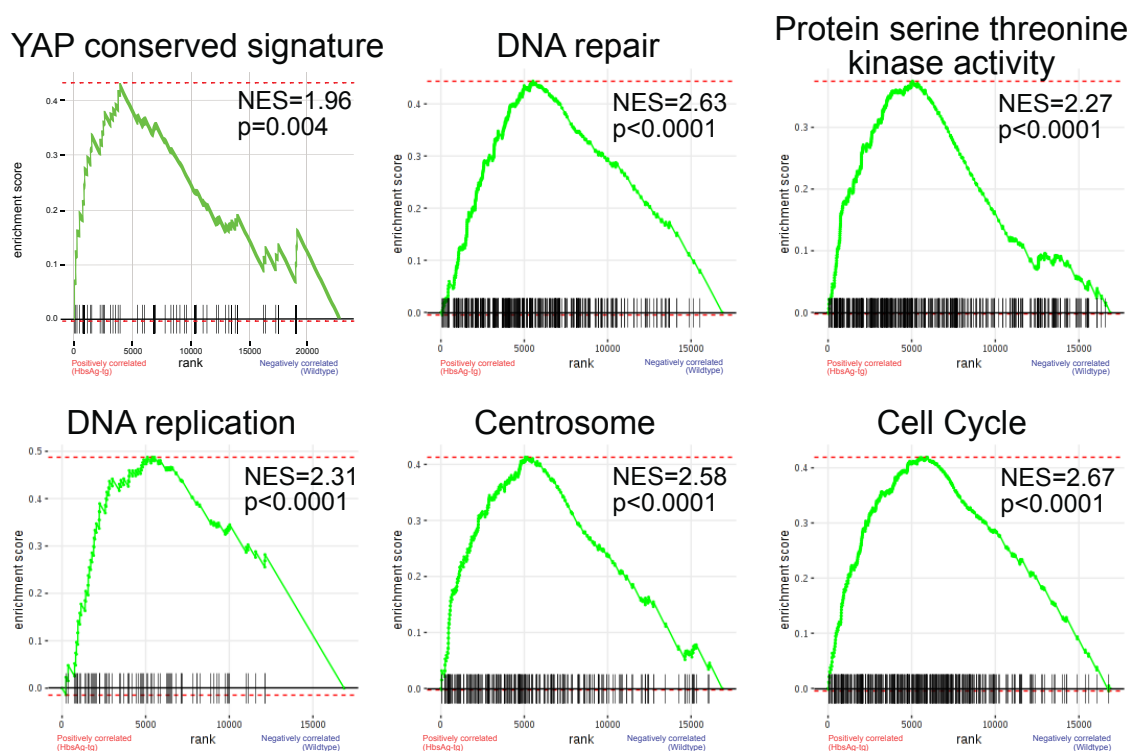 YAP conserved signature
NES=1.96
p=0.004
enrichment score
0.4
0.3
0.2
0.1
0.0
0
5000
10000
15000
20000
Positively correlated
(HbsAg-tg)
rank
Negatively correlated
(Wildtype)
DNA repair
NES=2.63
p<0.0001
enrichment score
0.4
0.3
0.2
0.1
0.0
0
5000
10000
15000
Positively correlated
(HbsAg-tg)
rank
Negatively correlated
(Wildtype)
Protein serine threonine
kinase activity
NES=2.27
p<0.0001
enrichment score
0.3
0.2
0.1
0.0
0
5000
10000
15000
Positively correlated
(HbsAg-tg)
rank
Negatively correlated
(Wildtype)
DNA replication
NES=2.31
p<0.0001
enrichment score
0.5
0.4
0.3
0.2
0.1
0.0
0
5000
10000
15000
Positively correlated
(HbsAg-tg)
rank
Negatively correlated
(Wildtype)
Centrosome
NES=2.58
p<0.0001
enrichment score
0.4
0.3
0.2
0.1
0.0
0
5000
10000
15000
Positively correlated
(HbsAg-tg)
rank
Negatively correlated
(Wildtype)
Cell Cycle
NES=2.67
p<0.0001
enrichment score
0.4
0.3
0.2
0.1
0.0
0
5000
10000
15000
Positively correlated
(HbsAg-tg)
rank
Negatively correlated
(Wildtype)